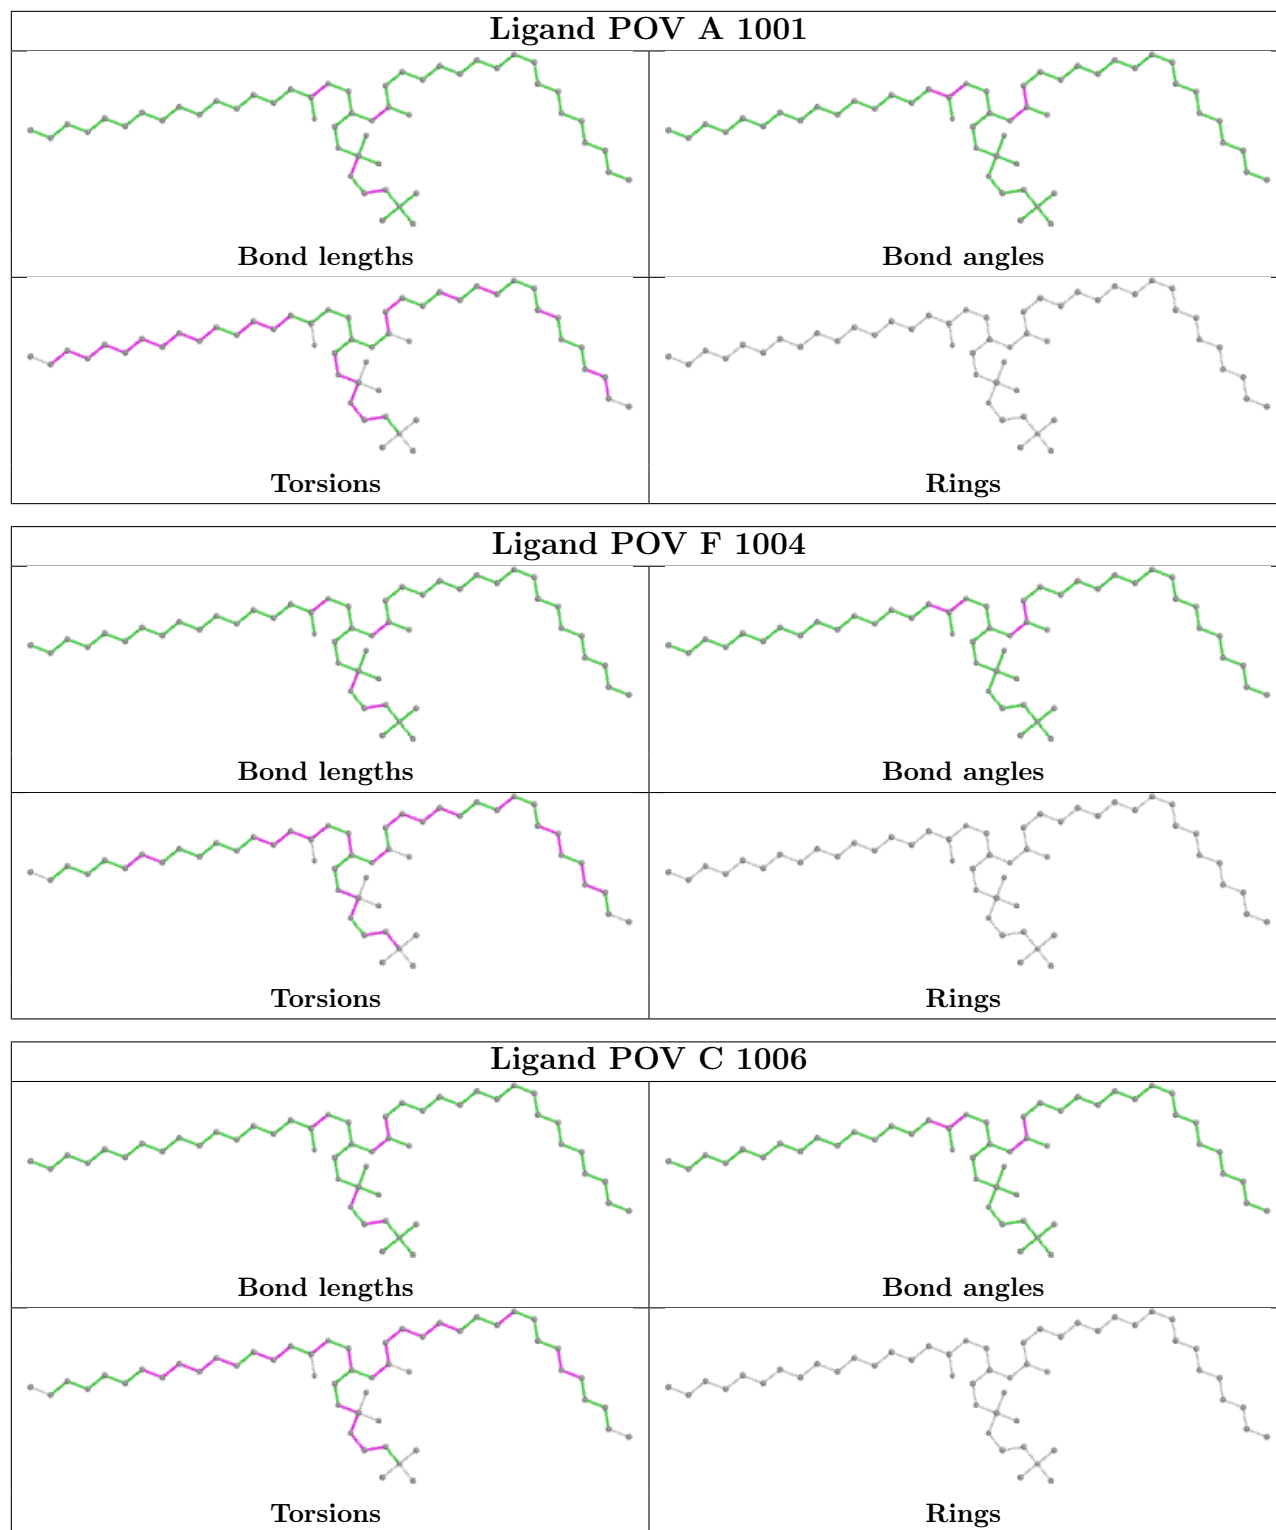 Ligand POV A 1001
Bond lengths
Bond angles
Torsions
Rings
Ligand POV F 1004
Bond lengths
Bond angles
Torsions
Rings
Ligand POV C 1006
Bond lengths
Bond angles
Torsions
Rings